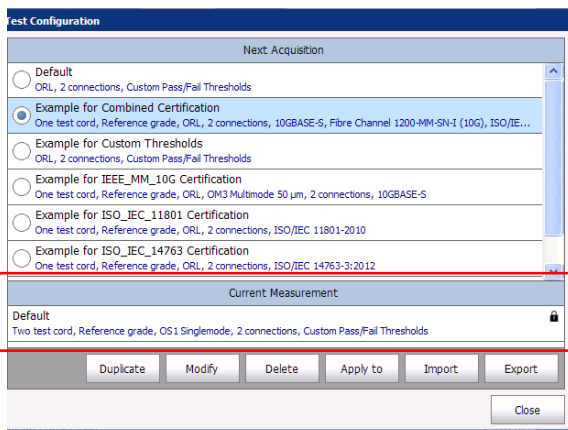 Test Configuration
Next Acquisition
Default
ORL, 2 connections, Custom Pass/Fail Thresholds
Example for Combined Certification
One test cord, Reference grade, ORL, 2 connections, 10GBASE-S, Fibre Channel 1200-MM-SN-I (10G), ISO/IE...
Example for Custom Thresholds
ORL, 2 connections, Custom Pass/Fail Thresholds
Example for IEEE_MM_10G Certification
One test cord, Reference grade, ORL, OM3 Multimode 50 µm, 2 connections, 10GBASE-S
Example for ISO_IEC_11801 Certification
One test cord, Reference grade, ORL, 2 connections, ISO/IEC 11801-2010
Example for ISO_IEC_14763 Certification
One test cord, Reference grade, ORL, 2 connections, ISO/IEC 14763-3:2012
Current Measurement
Default
Two test cord, Reference grade, OS1 Singlemode, 2 connections, Custom Pass/Fail Thresholds
Duplicate Modify Delete Apply to Import Export
Close